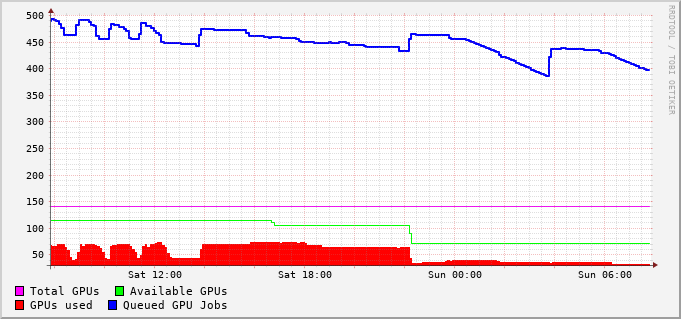 500
450
400
350
300
250
200
150
100
50
Sat 12:00 Sat 18:00 Sun 00:00 Sun 06:00
Total GPUs Available GPUs
GPUs used Queued GPU Jobs
RRDTOOL / TOBI OETIKER